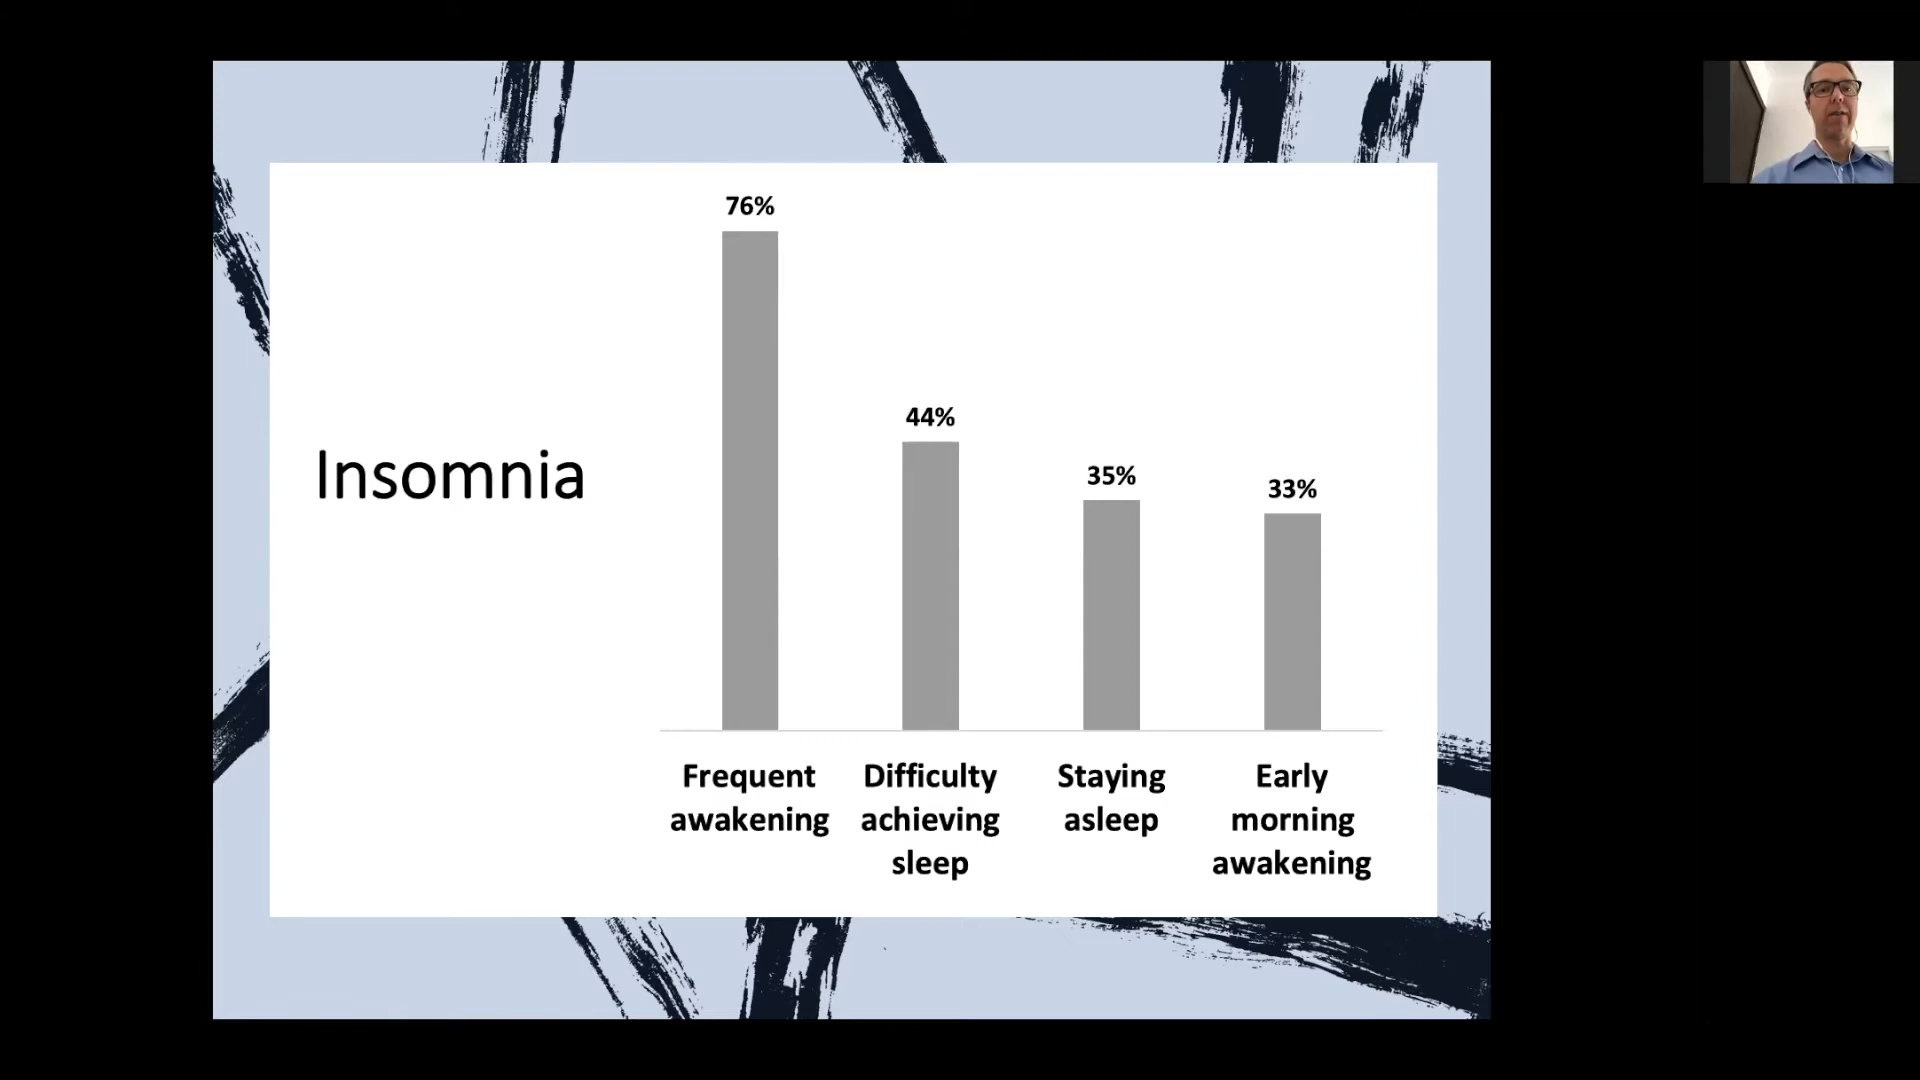 Insomnia
76%
44%
35%
33%
Frequent
awakening
Difficulty
achieving
sleep
Staying
asleep
Early
morning
awakening